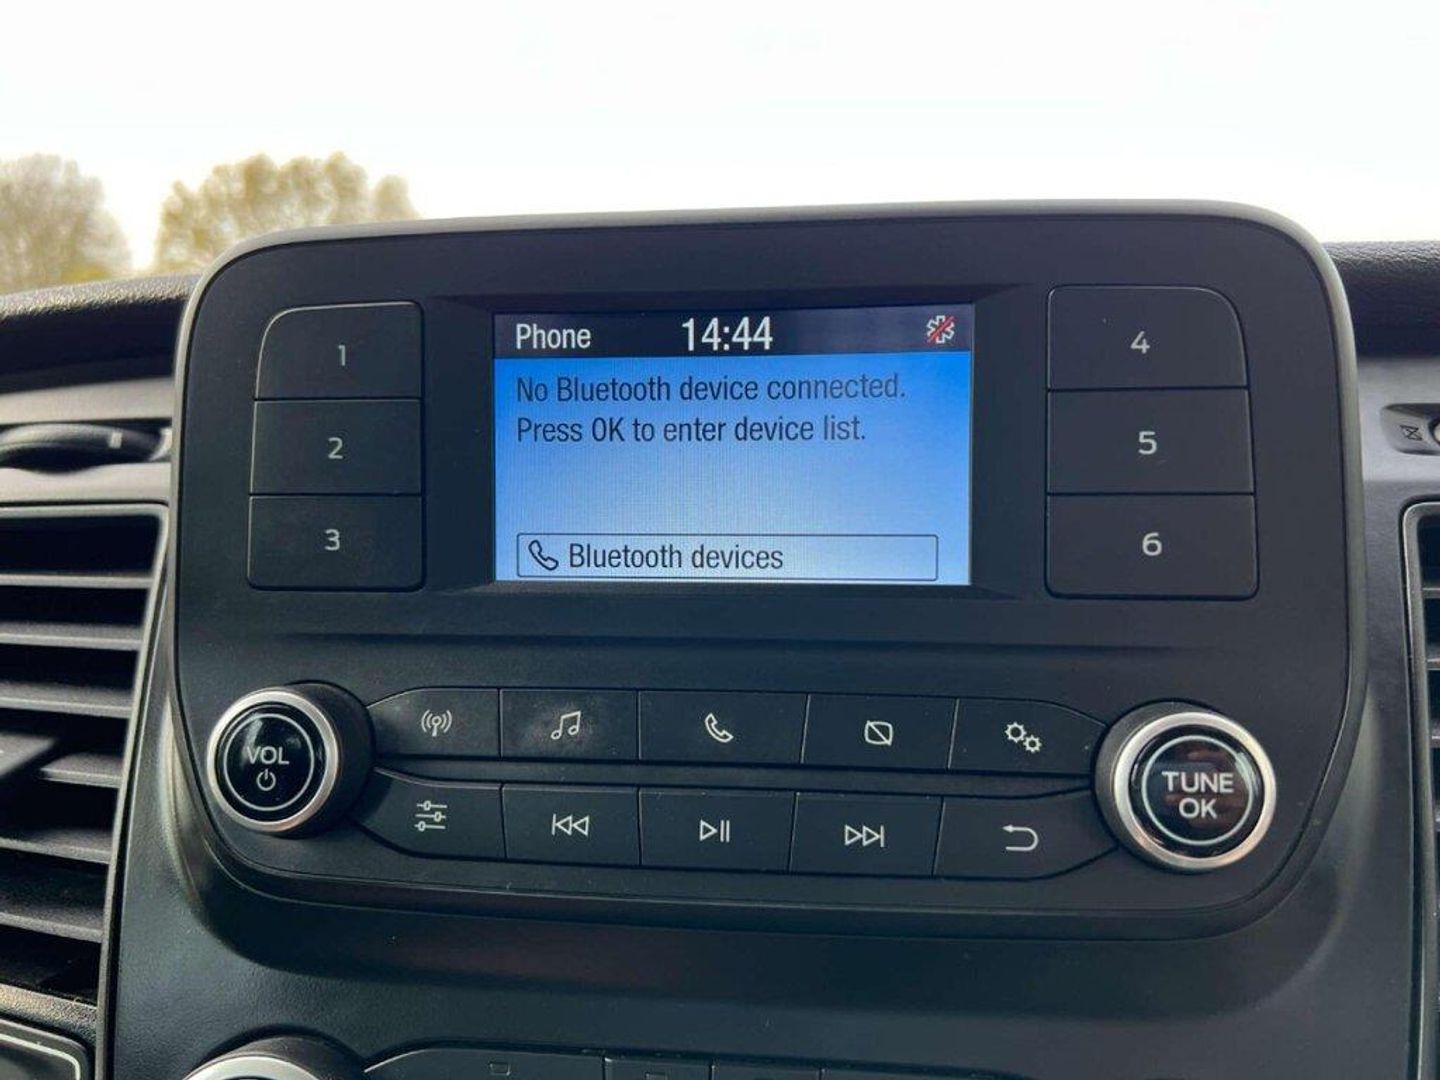 Phone 14:44
No Bluetooth device connected.
Press OK to enter device list.
Bluetooth devices
1
2
3
4
5
6
VOL
TUNE
OK